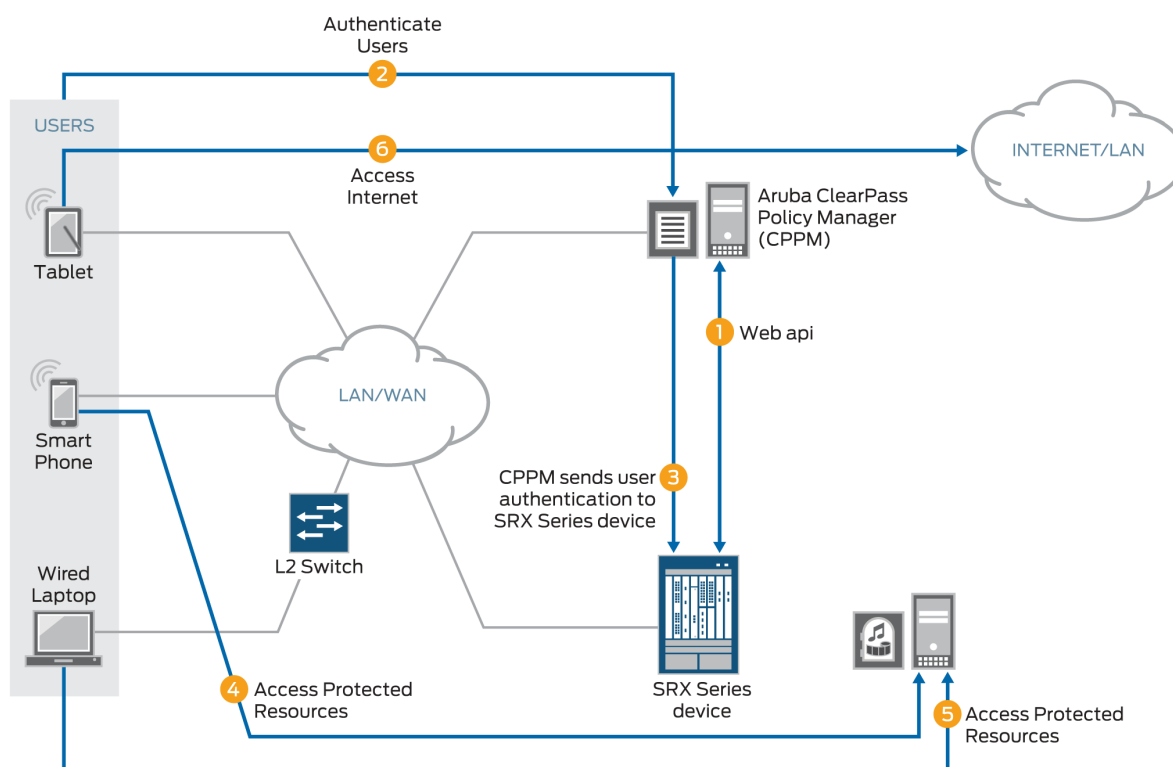 Authenticate
Users
2
USERS
6
Access
Internet
INTERNET/LAN
Aruba ClearPass
Policy Manager
(CPPM)
Tablet
1 Web api
LAN/WAN
Smart
Phone
CPPM sends user
authentication to
SRX Series device
3
L2 Switch
Wired
Laptop
4 Access Protected
Resources
SRX Series
device
5 Access Protected
Resources